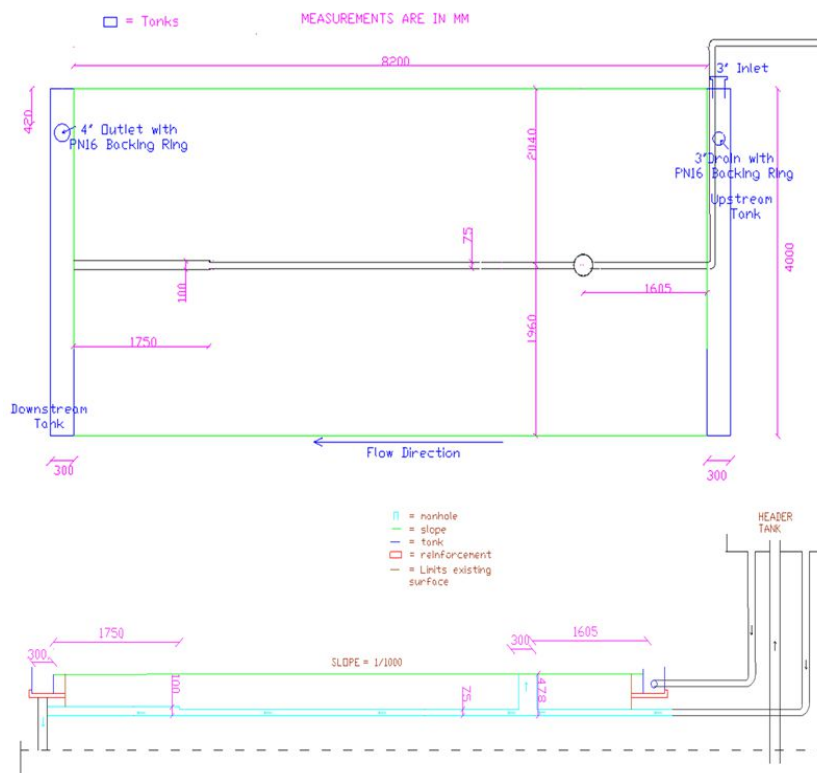 = Tanks
MEASUREMENTS ARE IN MM
8200
3" Inlet
420
4" Outlet with
PN16 Backing Ring
2040
3"Drain with
PN16 Backing Ring
Upstream
Tank
75
4000
100
1605
1960
1750
Downstream
Tank
Flow Direction
300
300
= manhole
= slope
= tank
= reinforcement
= Limits existing
surface
HEADER
TANK
1750
300
1605
300
SLOPE = 1/1000
100
75
478